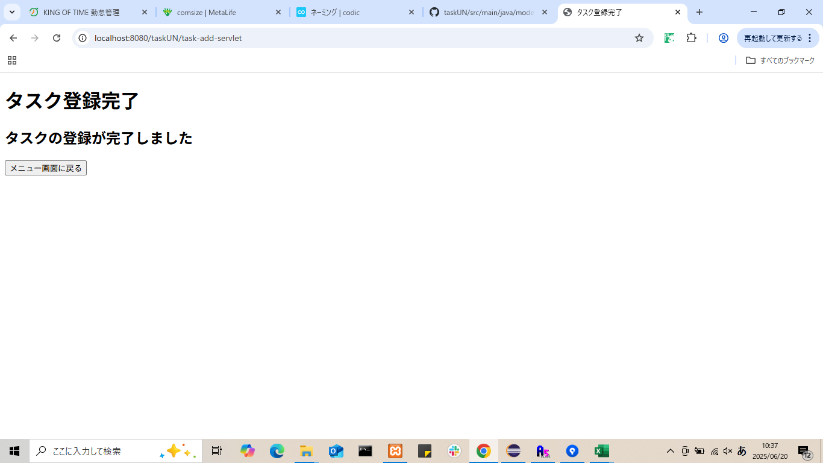 KING OF TIME 勤怠管理
comsize | MetaLife
ネーミング | codic
taskUN/src/main/java/mode
タスク登録完了
localhost:8080/taskUN/task-add-servlet
再起動して更新する
すべてのブックマーク
タスク登録完了
タスクの登録が完了しました
メニュー画面に戻る
ここに入力して検索
あ
10:37
2025/06/20